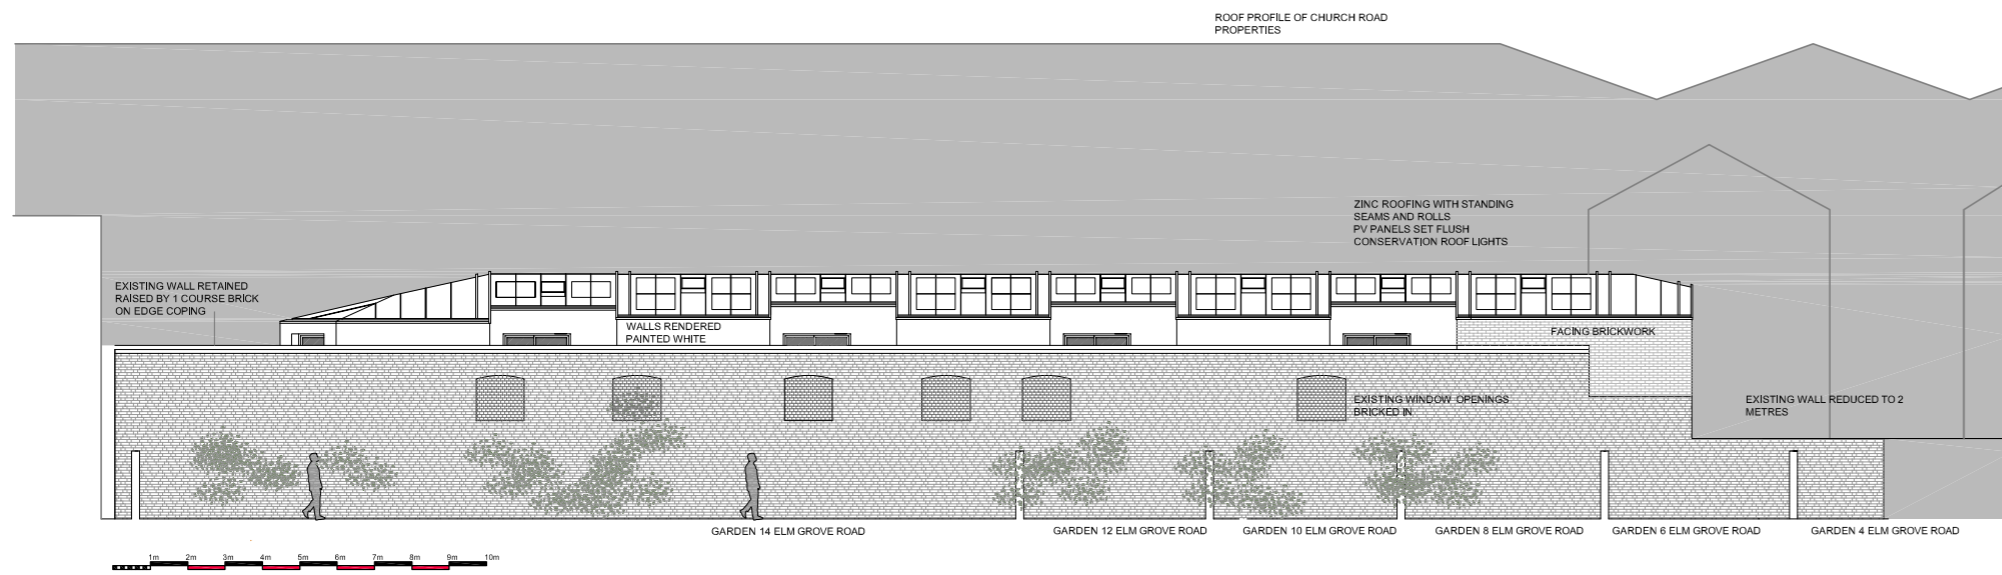 ROOF PROFILE OF CHURCH ROAD
PROPERTIES
ZINC ROOFING WITH STANDING
SEAMS AND ROLLS
PV PANELS SET FLUSH
CONSERVATION ROOF LIGHTS
EXISTING WALL RETAINED
RAISED BY 1 COURSE BRICK
ON EDGE COPING
WALLS RENDERED
PAINTED WHITE
FACING BRICKWORK
EXISTING WINDOW OPENINGS
BRICKED IN
EXISTING WALL REDUCED TO 2
METRES
GARDEN 14 ELM GROVE ROAD
GARDEN 12 ELM GROVE ROAD
GARDEN 10 ELM GROVE ROAD
GARDEN 8 ELM GROVE ROAD
GARDEN 6 ELM GROVE ROAD
GARDEN 4 ELM GROVE ROAD
1m 2m 3m 4m 5m 6m 7m 8m 9m 10m